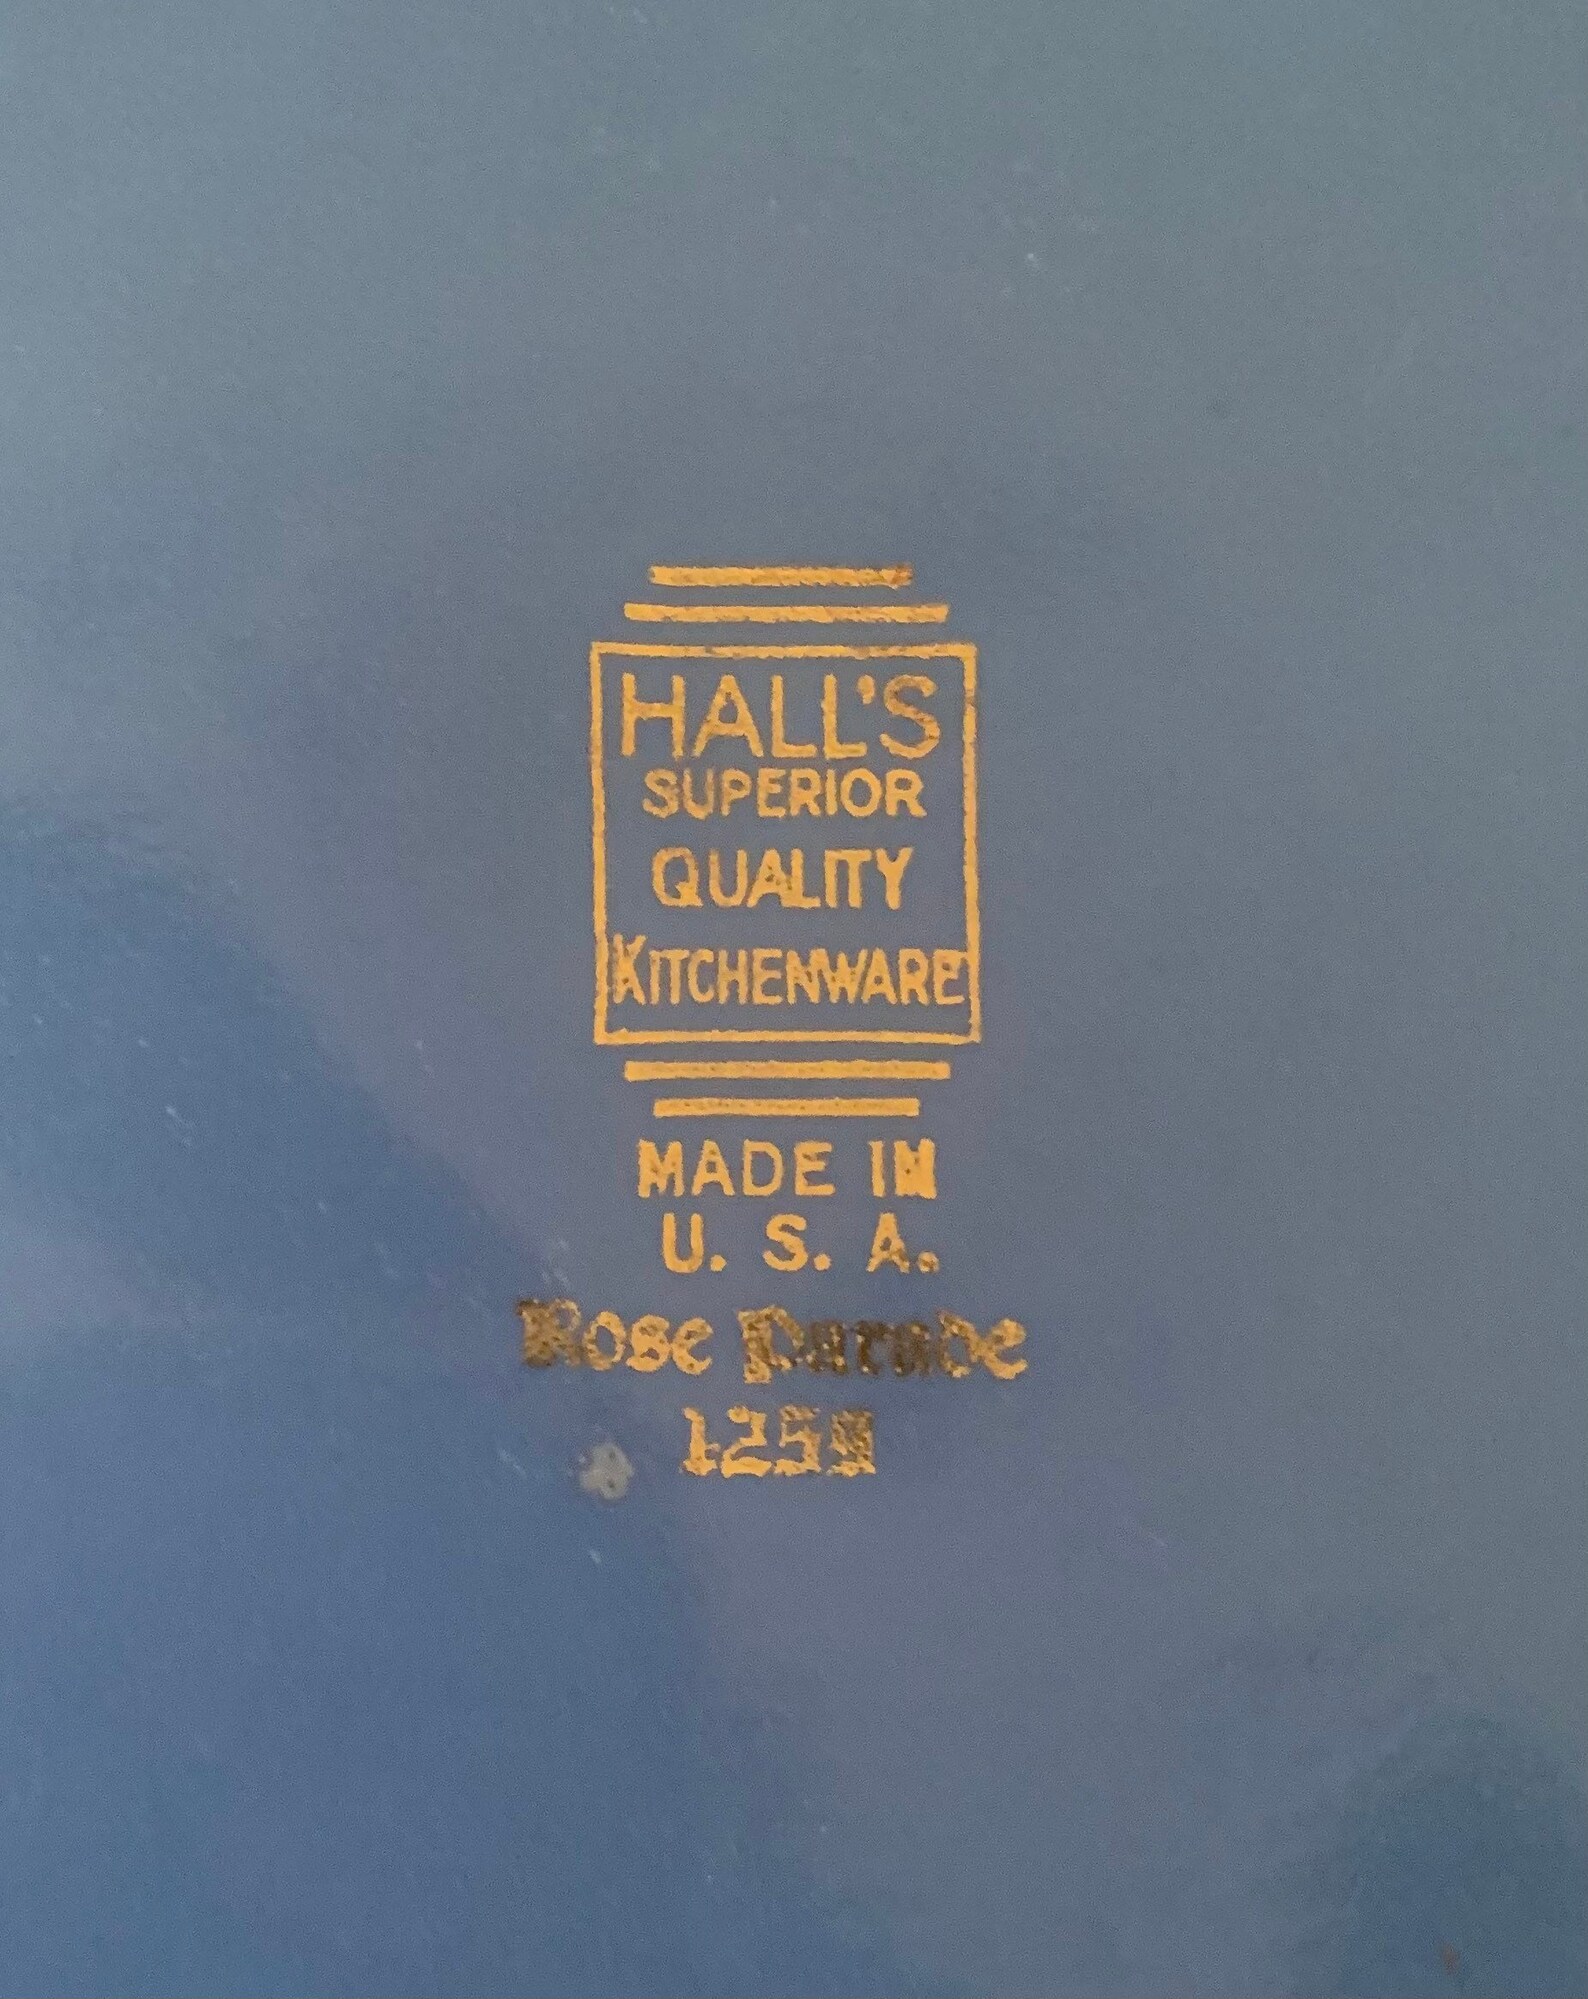 HALL'S
SUPERIOR
QUALITY
KITCHENWARE
MADE IN
U. S. A.
Rose Parade
1259